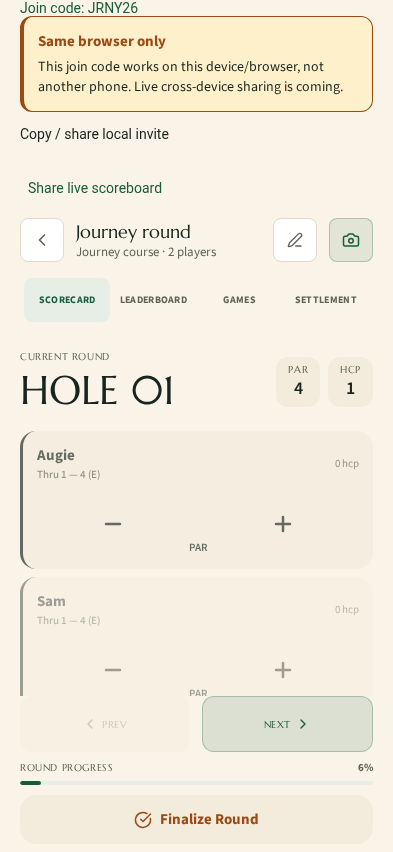 Join code: JRNY26
Same browser only
This join code works on this device/browser, not
another phone. Live cross-device sharing is coming.
Copy / share local invite
Share live scoreboard
Journey round
Journey course · 2 players
SCORECARD
LEADERBOARD
GAMES
SETTLEMENT
CURRENT ROUND
HOLE 01
PAR
4
HCP
1
Augie
0 hcp
Thru 1 — 4 (E)
− +
PAR
Sam
0 hcp
Thru 1 — 4 (E)
− +
PAR
PREV
NEXT
ROUND PROGRESS
6%
Finalize Round